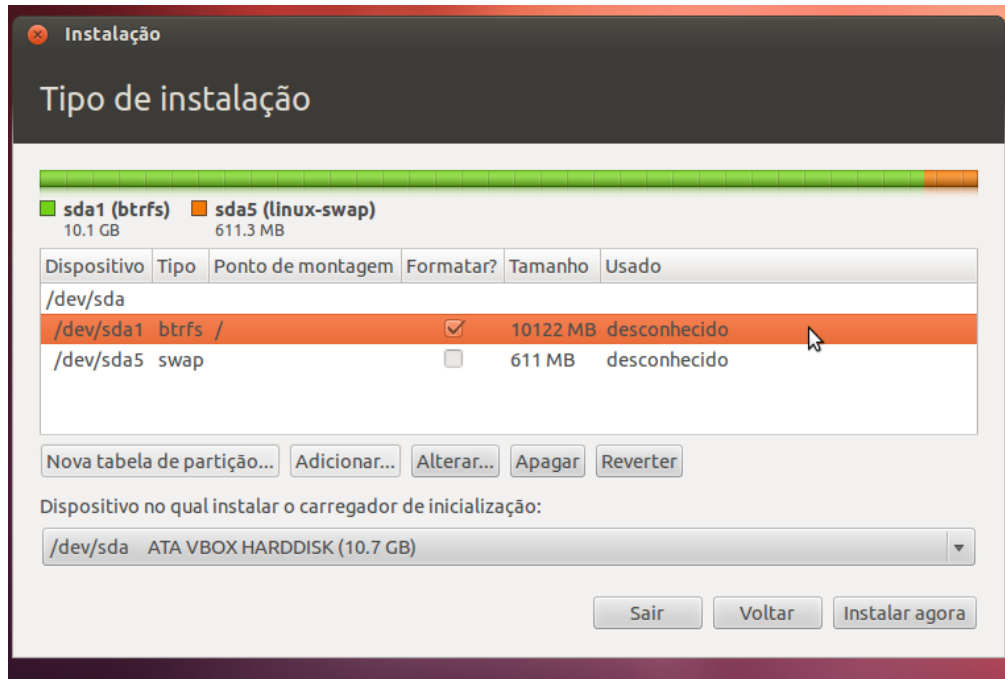 Instalação
Tipo de instalação
sda1 (btrfs) sda5 (linux-swap)
10.1 GB 611.3 MB
Dispositivo Tipo Ponto de montagem Formatar? Tamanho Usado
/dev/sda
/dev/sda1 btrfs / 10122 MB desconhecido
/dev/sda5 swap 611 MB desconhecido
Nova tabela de partição... Adicionar... Alterar... Apagar Reverter
Dispositivo no qual instalar o carregador de inicialização:
/dev/sda ATA VBOX HARDDISK (10.7 GB)
Sair Voltar Instalar agora